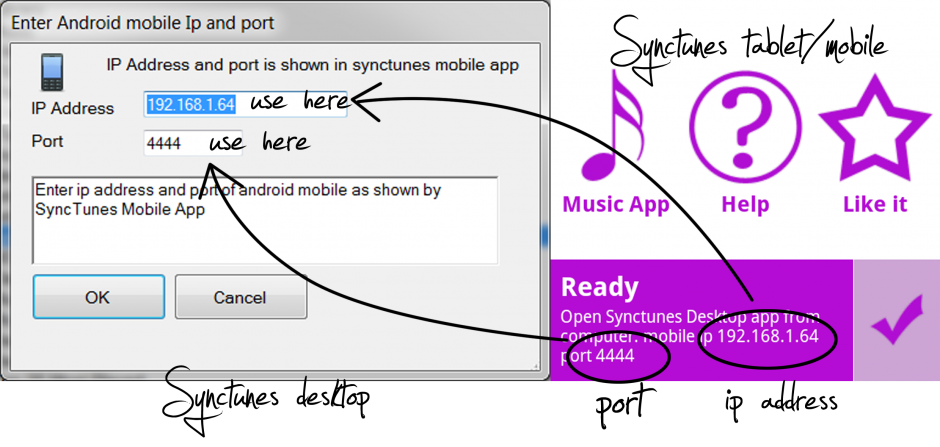 Enter Android mobile Ip and port
IP Address and port is shown in synctunes mobile app
IP Address
192.168.1.64
use here
Port
4444
use here
Enter ip address and port of android mobile as shown by
SyncTunes Mobile App
OK
Cancel
Synctunes desktop
Synctunes tablet/mobile
Music App
Help
Like it
Ready
Open Synctunes Desktop app from
computer. mobile ip 192.168.1.64
port 4444
port
ip address